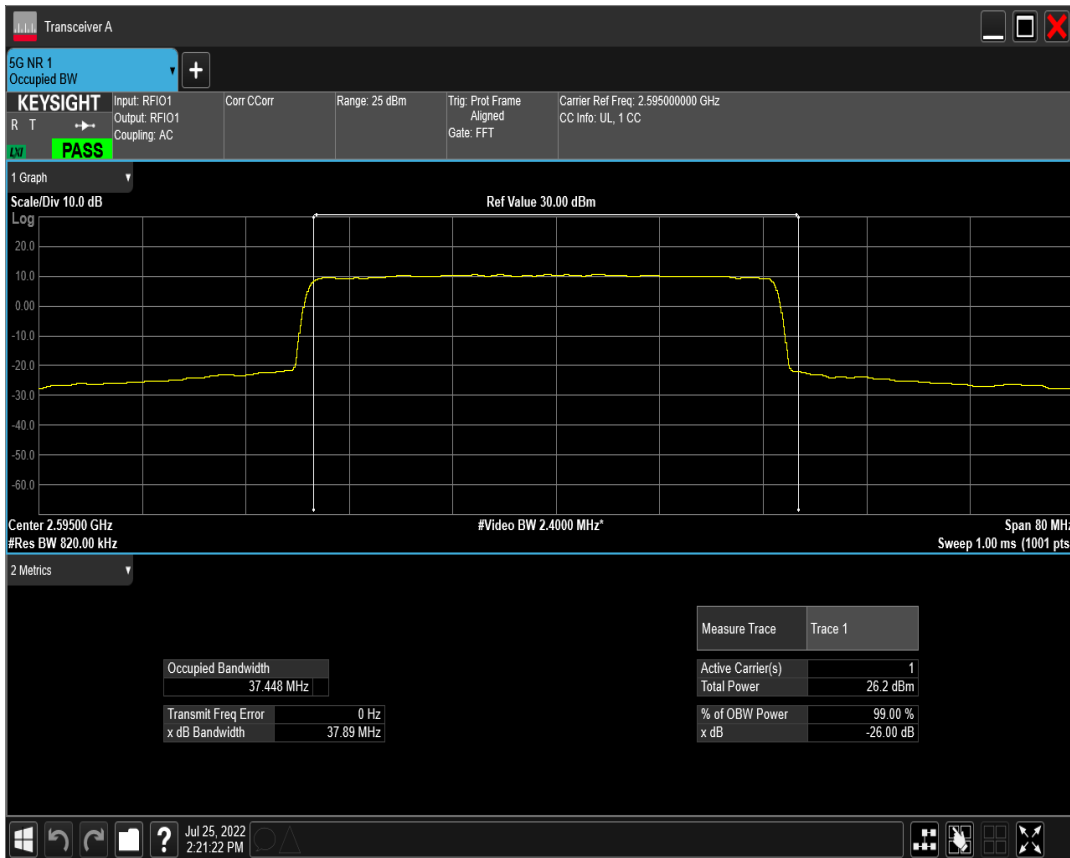 Transceiver A
5G NR 1
Occupied BW
+
KEYSIGHT
R T
LXI
PASS
Input: RFIO1
Output: RFIO1
Coupling: AC
Corr CCorr
Range: 25 dBm
Trig: Prot Frame
Aligned
Gate: FFT
Carrier Ref Freq: 2.595000000 GHz
CC Info: UL, 1 CC
1 Graph
Scale/Div 10.0 dB
Ref Value 30.00 dBm
Log
20.0
10.0
0.00
-10.0
-20.0
-30.0
-40.0
-50.0
-60.0
Center 2.59500 GHz
#Video BW 2.4000 MHz*
Span 80 MHz
#Res BW 820.00 kHz
Sweep 1.00 ms (1001 pts
2 Metrics
Measure Trace Trace 1
Occupied Bandwidth
37.448 MHz
Active Carrier(s) 1
Total Power 26.2 dBm
Transmit Freq Error 0 Hz
x dB Bandwidth 37.89 MHz
% of OBW Power 99.00 %
x dB -26.00 dB
?
Jul 25, 2022
2:21:22 PM